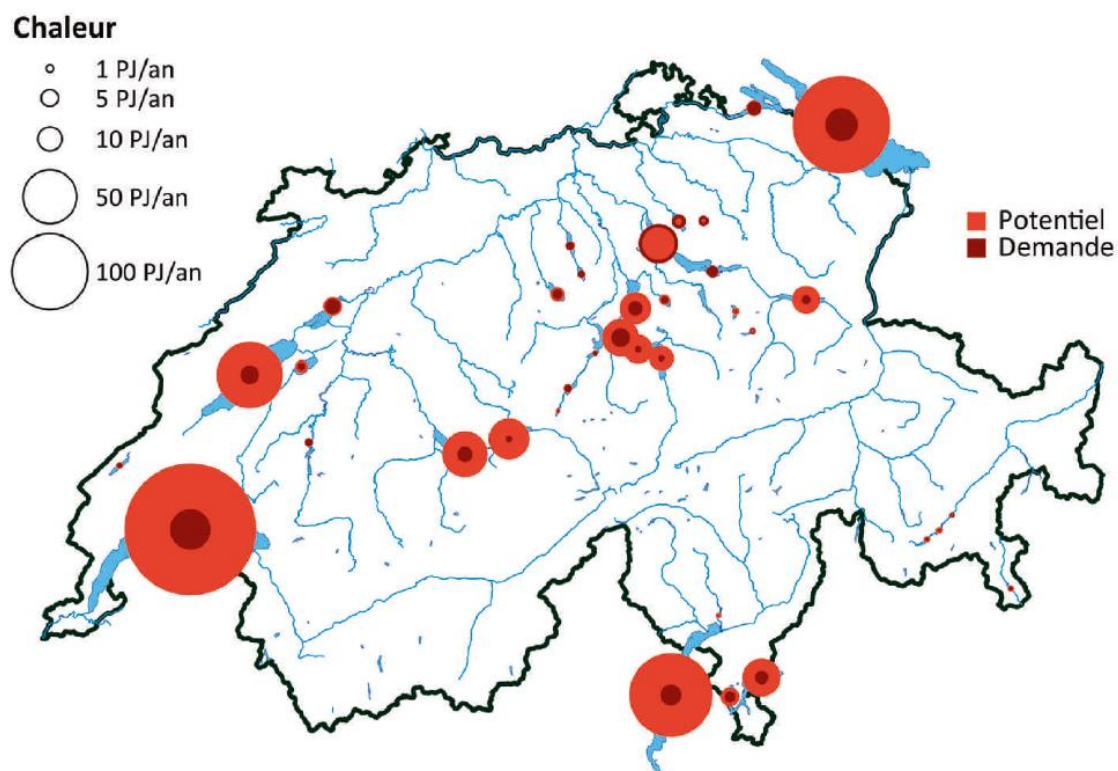 Chaleur
1 PJ/an
5 PJ/an
10 PJ/an
50 PJ/an
100 PJ/an
Potentiel
Demande